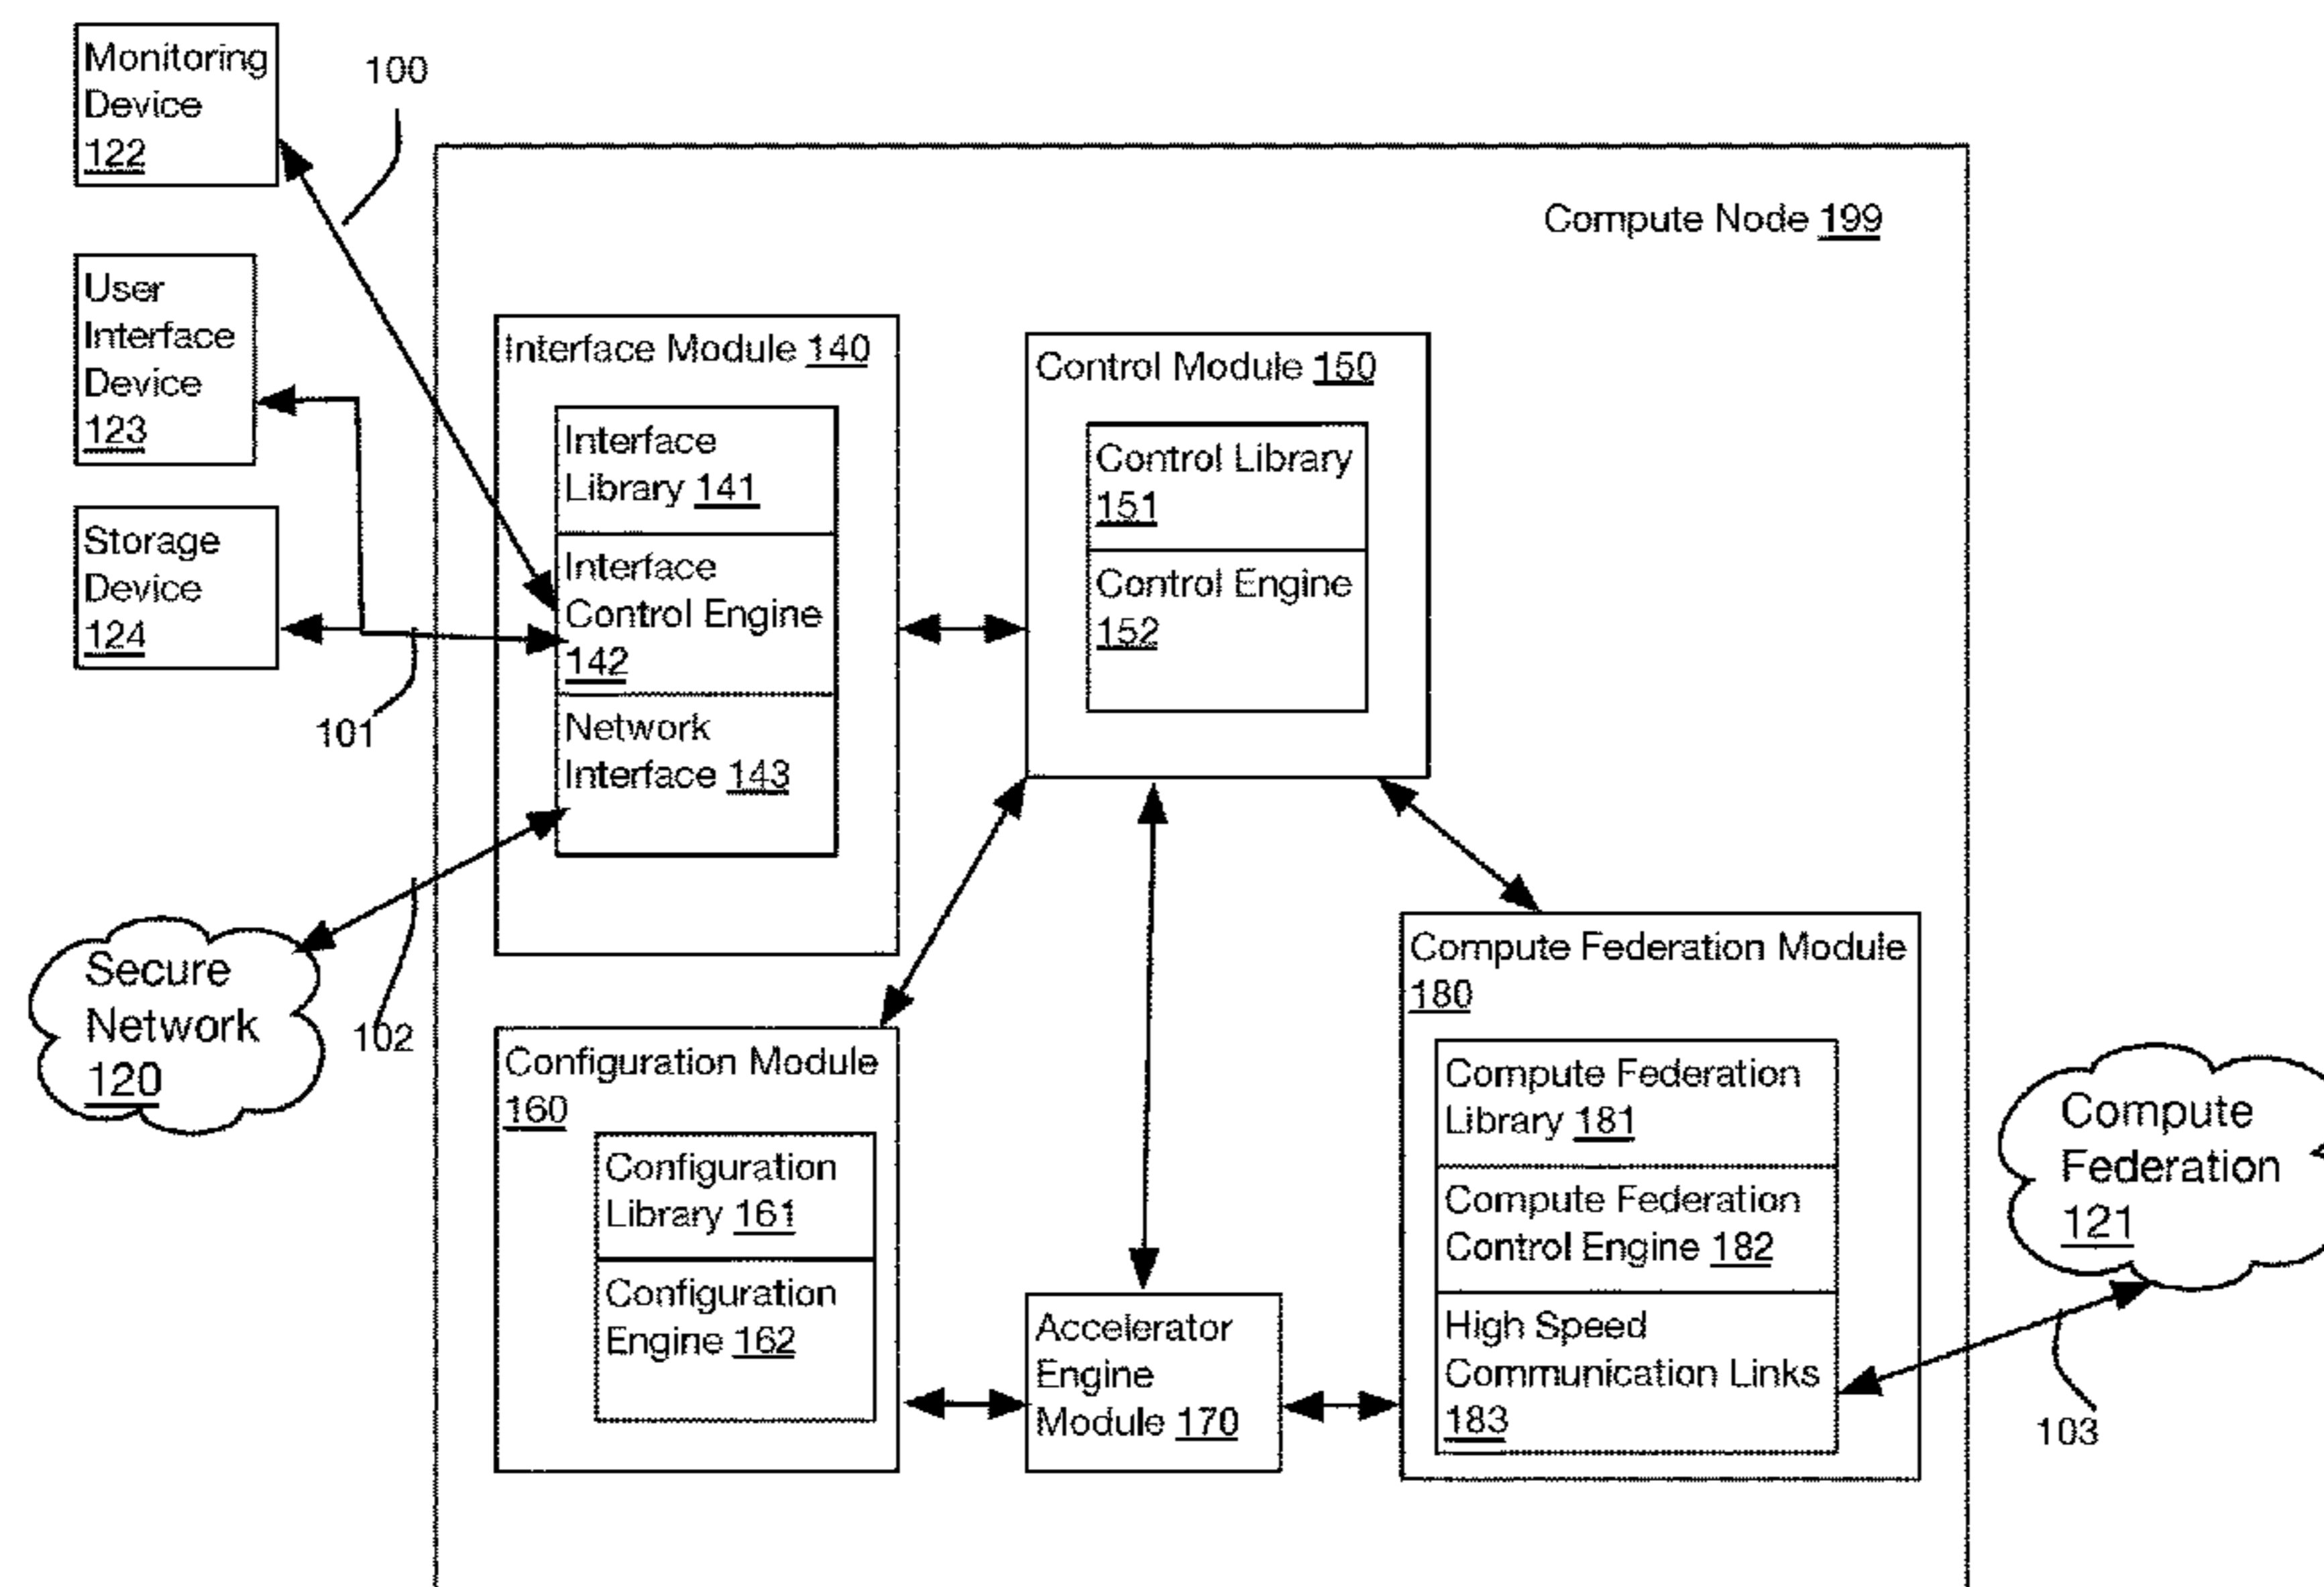 Monitoring
Device
122
100
Compute Node 199
User
Interface
Device
123
Storage
Device
124
101
Interface Module 140
Interface
Library 141
Interface
Control Engine
142
Network
Interface 143
Control Module 150
Control Library
151
Control Engine
152
Secure
Network
120
102
Configuration Module
160
Configuration
Library 161
Configuration
Engine 162
Accelerator
Engine
Module 170
Compute Federation Module
180
Compute Federation
Library 181
Compute Federation
Control Engine 182
High Speed
Communication Links
183
Compute
Federation
121
103